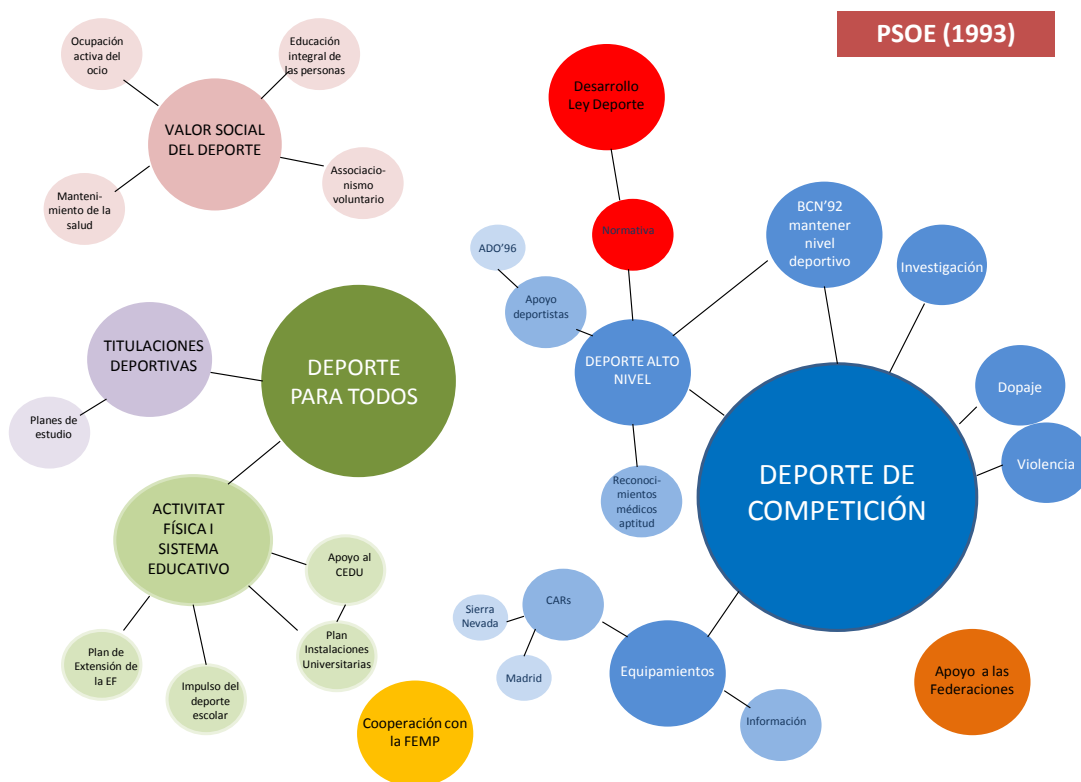 PSOE (1993)
Ocupación
activa del
ocio
Educación
integral de
las personas
VALOR SOCIAL
DEL DEPORTE
Manteni-
miento de la
salud
Associacio-
nismo
voluntario
Desarrollo
Ley Deporte
Normativa
BCN’92
mantener
nivel
deportivo
Investigación
ADO’96
Apoyo
deportistas
DEPORTE ALTO
NIVEL
Dopaje
Violencia
Reconoci-
mientos
médicos
aptitud
DEPORTE DE
COMPETICIÓN
TITULACIONES
DEPORTIVAS
DEPORTE
PARA TODOS
Planes de
estudio
ACTIVITAT
FÍSICA I
SISTEMA
EDUCATIVO
Apoyo al
CEDU
Plan de
Extensión de
la EF
Impulso del
deporte
escolar
Plan
Instalaciones
Universitarias
Sierra
Nevada
CARs
Madrid
Equipamientos
Información
Cooperación con
la FEMP
Apoyo a las
Federaciones